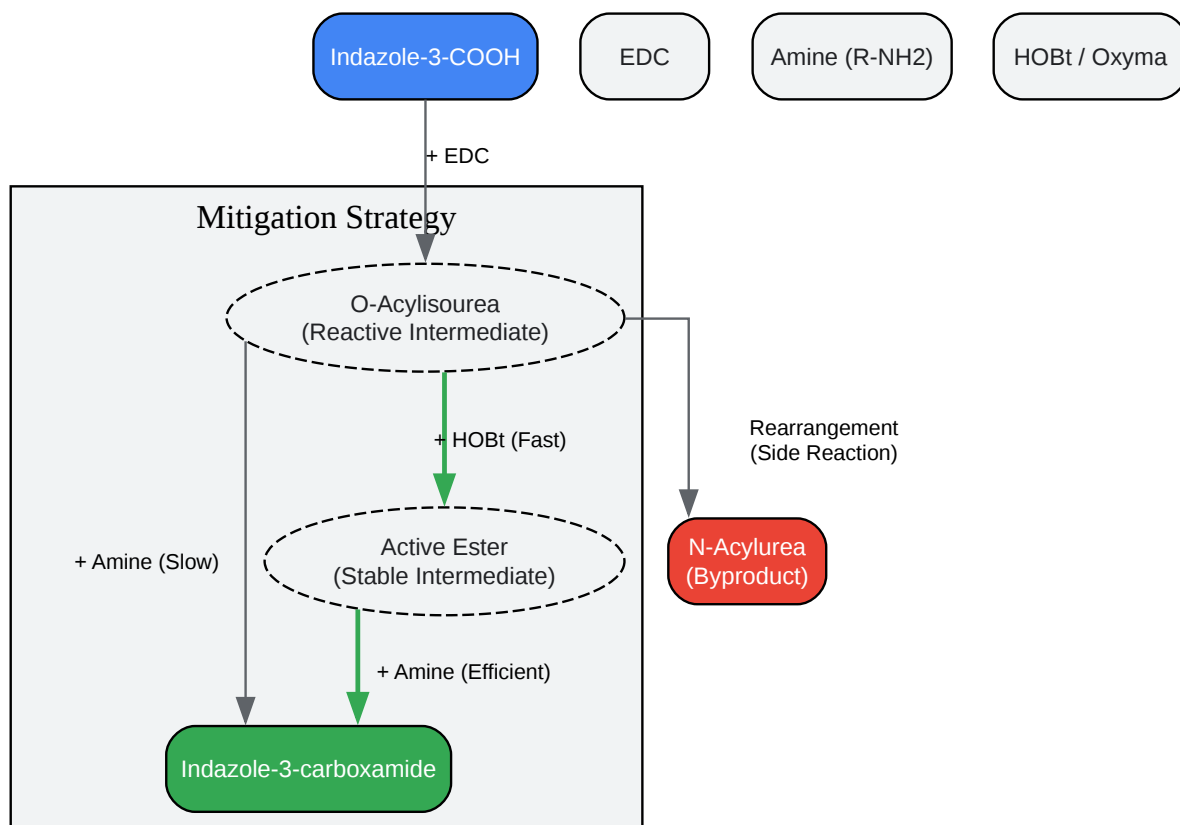 Indazole-3-COOH
EDC
Amine (R-NH2)
HOBt / Oxyma
+ EDC
Mitigation Strategy
O-Acylisourea
(Reactive Intermediate)
+ HOBt (Fast)
Rearrangement
(Side Reaction)
+ Amine (Slow)
Active Ester
(Stable Intermediate)
N-Acylurea
(Byproduct)
+ Amine (Efficient)
Indazole-3-carboxamide